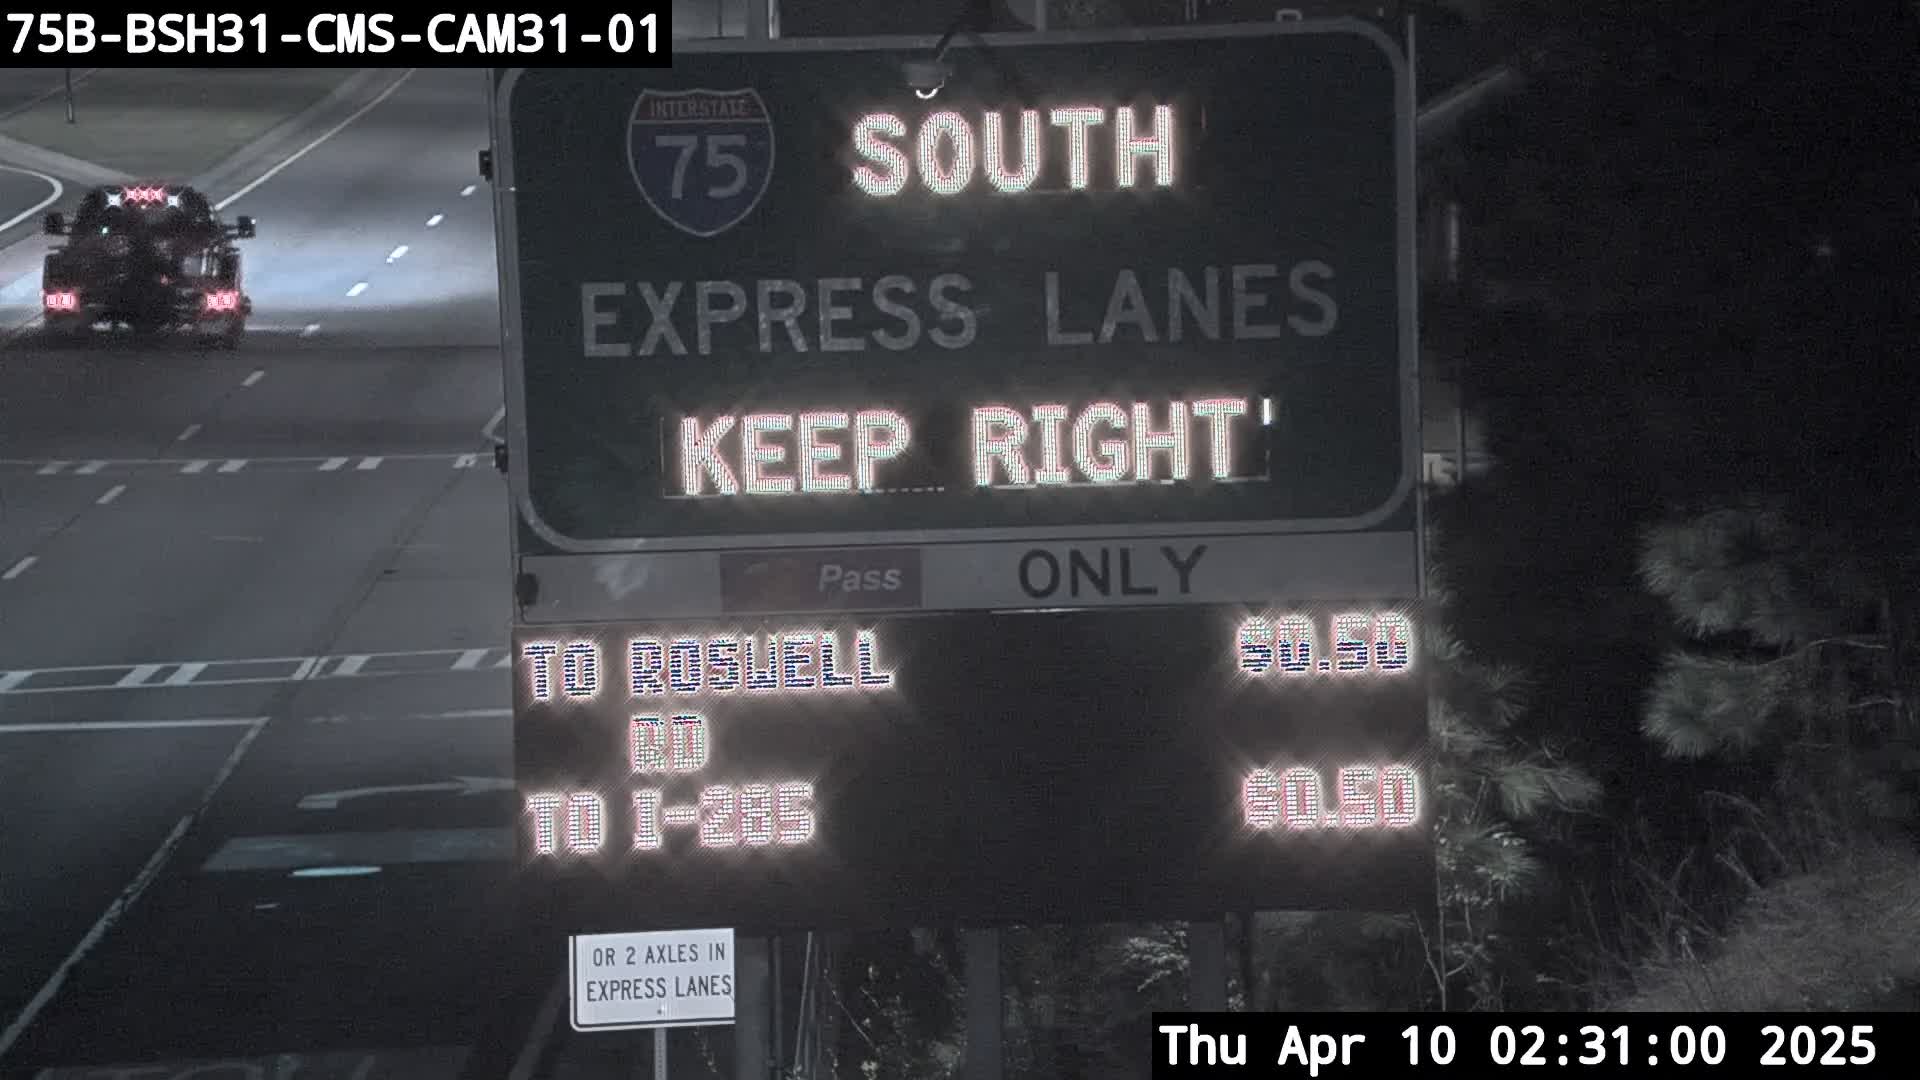 75B-BSH31-CMS-CAM31-01
INTERSTATE
75
SOUTH
EXPRESS LANES
KEEP RIGHT
Pass ONLY
TO ROSWELL $0.50
RD
TO I-285 $0.50
OR 2 AXLES IN
EXPRESS LANES
Thu Apr 10 02:31:00 2025